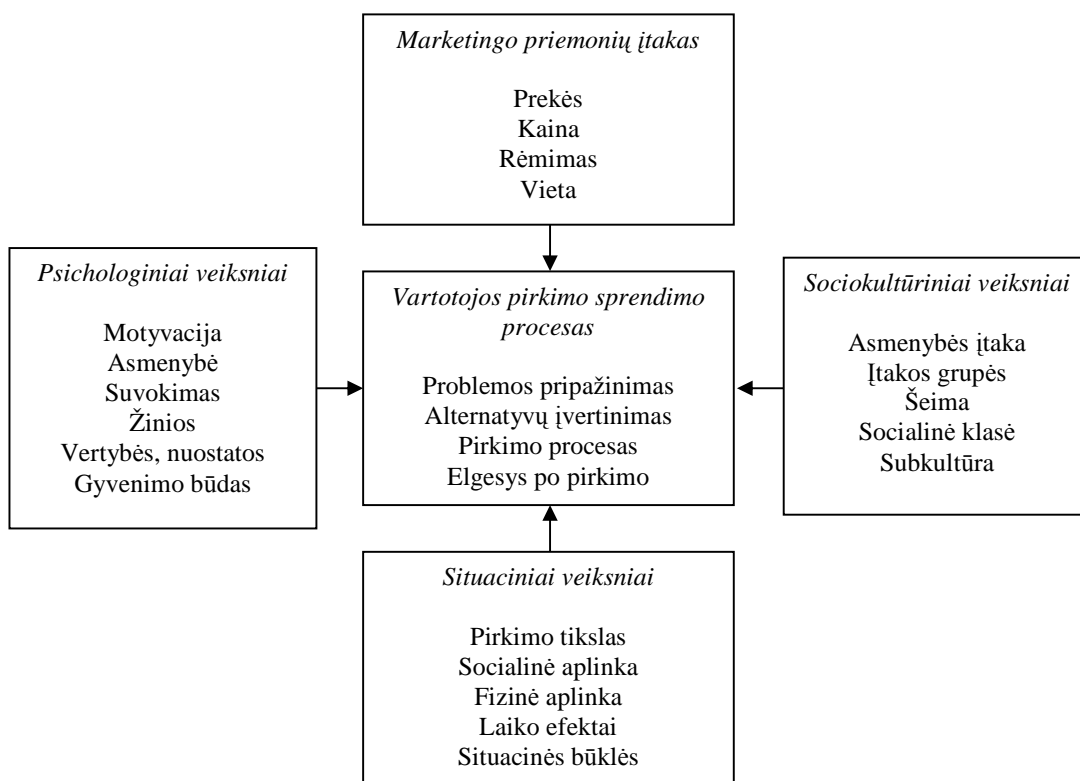 Marketingo priemonių įtakas
Prekės
Kaina
Rėmimas
Vieta
Psichologiniai veiksniai
Motyvacija
Asmenybė
Suvokimas
Žinios
Vertybės, nuostatos
Gyvenimo būdas
Vartotojos pirkimo sprendimo
procesas
Problemos pripažinimas
Alternatyvų įvertinimas
Pirkimo procesas
Elgesys po pirkimo
Sociokultūriniai veiksniai
Asmenybės įtaka
Įtakos grupės
Šeima
Socialinė klasė
Subkultūra
Situaciniai veiksniai
Pirkimo tikslas
Socialinė aplinka
Fizinė aplinka
Laiko efektai
Situacinės būklės